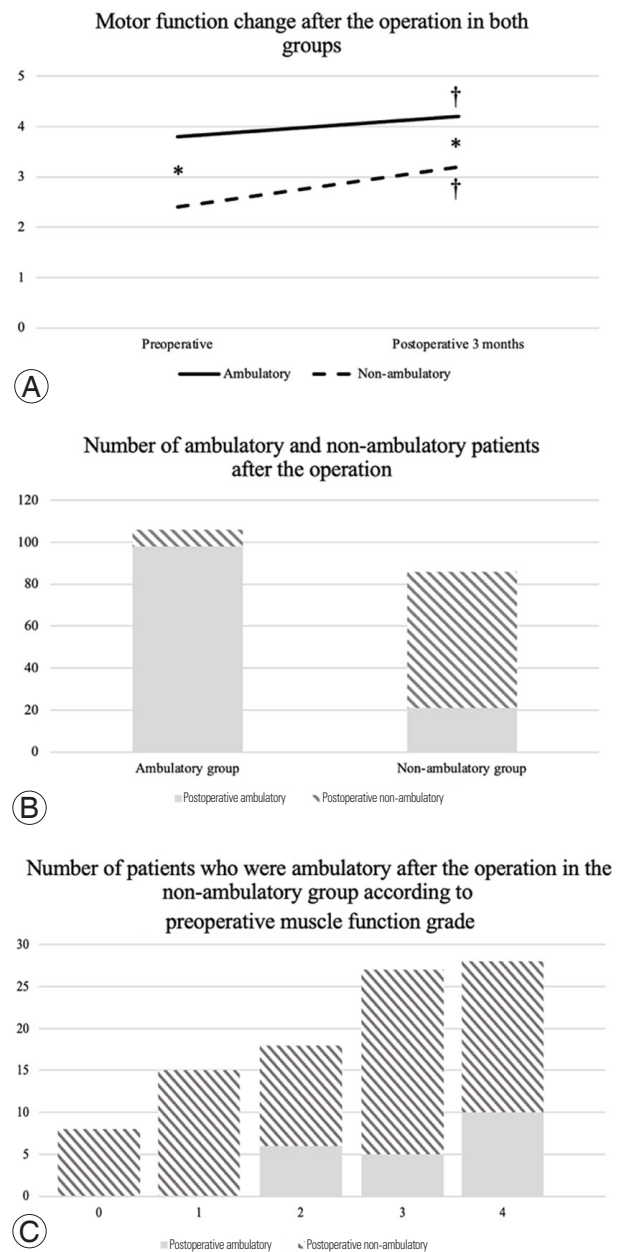 Motor function change after the operation in both
groups
5
†
4
*
*
3
†
2
1
0
Preoperative Postoperative 3 months
Ambulatory Non-ambulatory
A
Number of ambulatory and non-ambulatory patients
after the operation
120
100
80
60
40
20
0
Ambulatory group Non-ambulatory group
Postoperative ambulatory Postoperative non-ambulatory
B
Number of patients who were ambulatory after the operation in the
non-ambulatory group according to
preoperative muscle function grade
30
25
20
15
10
5
0
0 1 2 3 4
Postoperative ambulatory Postoperative non-ambulatory
C